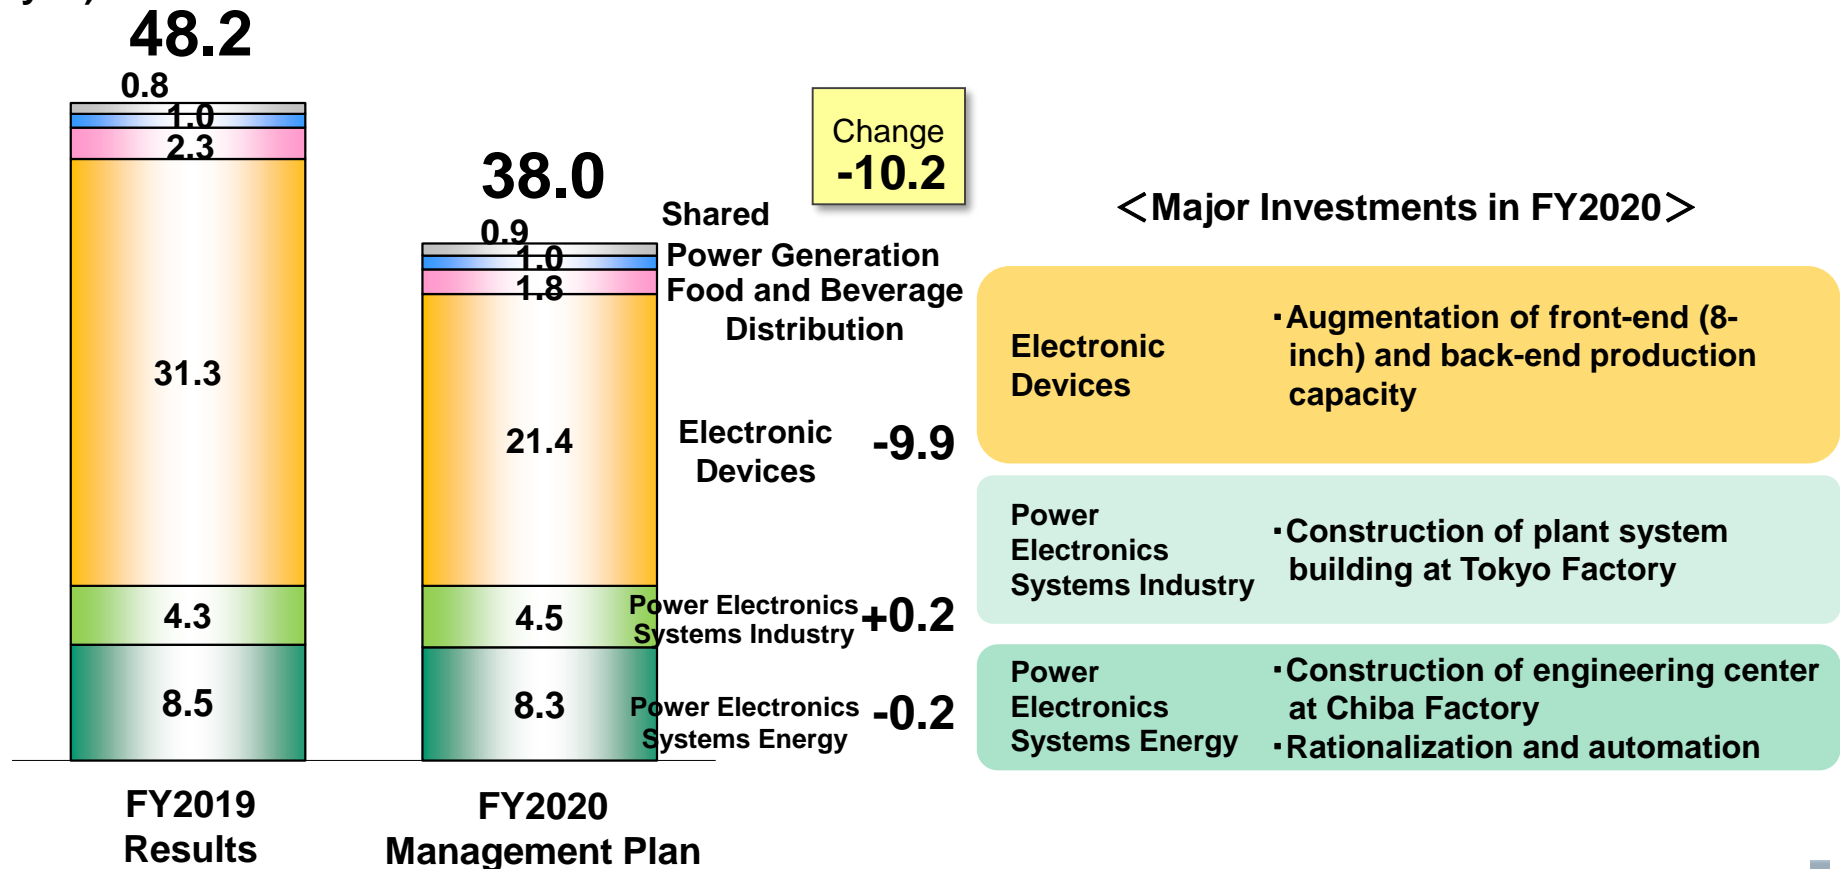 48.2
0.8
1.0
2.3
31.3
4.3
8.5
FY2019
Results
38.0
0.9
1.0
1.8
21.4
4.5
8.3
FY2020
Management Plan
Change
-10.2
Shared
Power Generation
Food and Beverage
Distribution
Electronic
Devices
-9.9
Power Electronics
Systems Industry
+0.2
Power Electronics
Systems Energy
-0.2
＜Major Investments in FY2020＞
Electronic
Devices
・Augmentation of front-end (8-
inch) and back-end production
capacity
Power
Electronics
Systems Industry
・Construction of plant system
building at Tokyo Factory
Power
Electronics
Systems Energy
・Construction of engineering center
at Chiba Factory
・Rationalization and automation